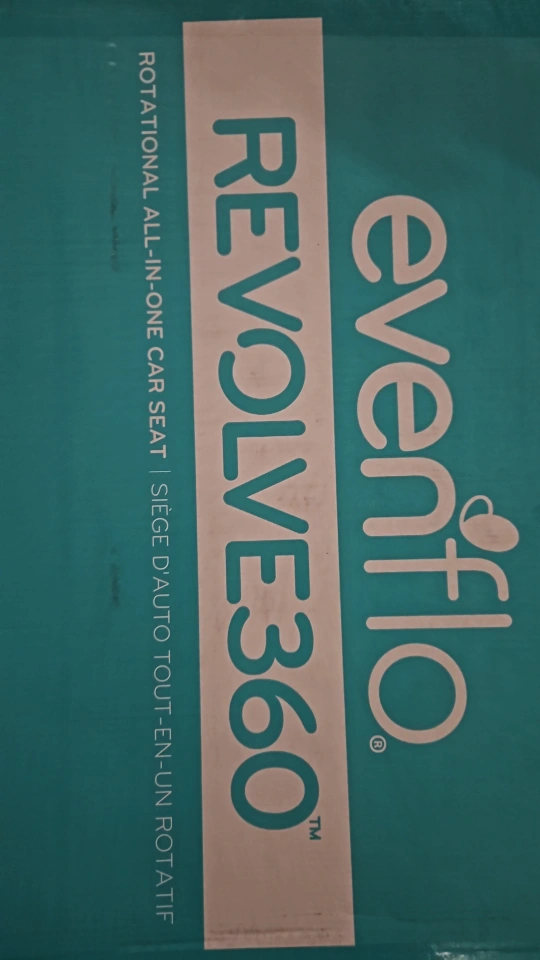 evenflo®
REVOLVE360™
ROTATIONAL ALL-IN-ONE CAR SEAT | SIÈGE D'AUTO TOUT-EN-UN ROTATIF